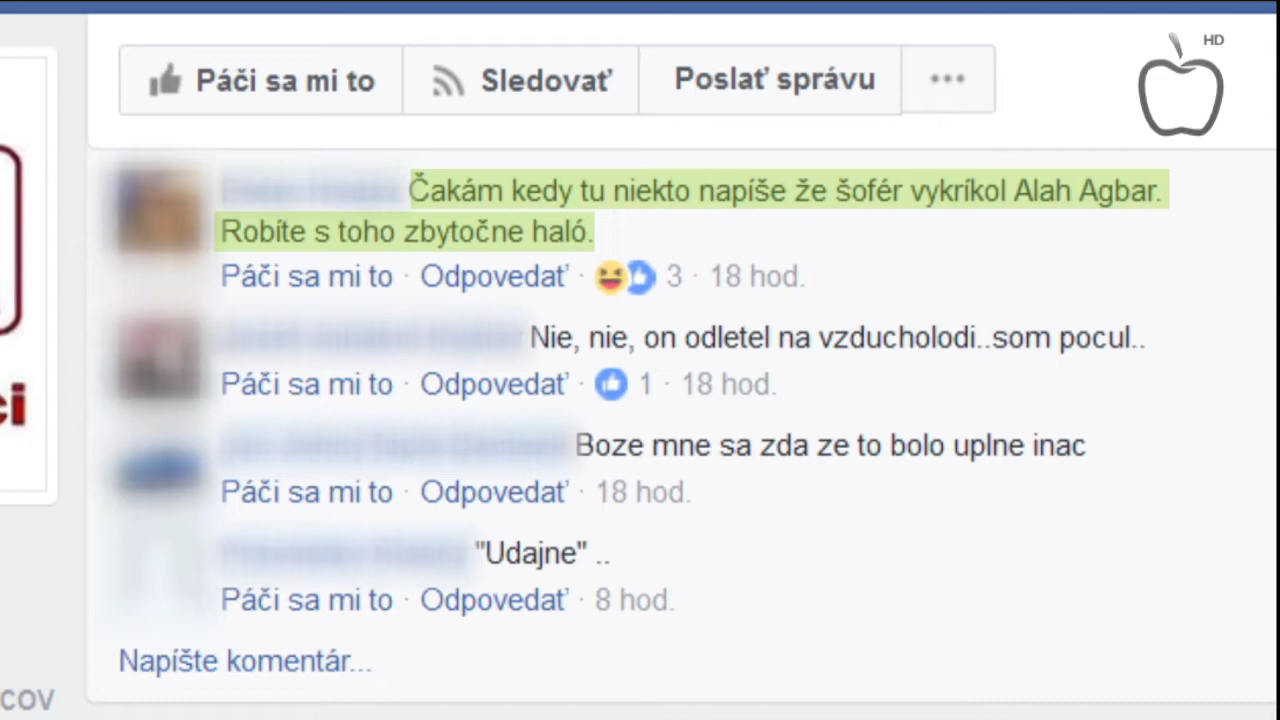 HD
Páči sa mi to Sledovať Poslať správu ...
Čakám kedy tu niekto napíše že šofér vykríkol Alah Agbar.
Robíte s toho zbytočne haló.
Páči sa mi to · Odpovedať · 3 · 18 hod.
Nie, nie, on odletel na vzducholodi..som pocul..
Páči sa mi to · Odpovedať · 1 · 18 hod.
Boze mne sa zda ze to bolo uplne inac
Páči sa mi to · Odpovedať · 18 hod.
ci
"Udajne" ..
Páči sa mi to · Odpovedať · 8 hod.
Napíšte komentár...
cov